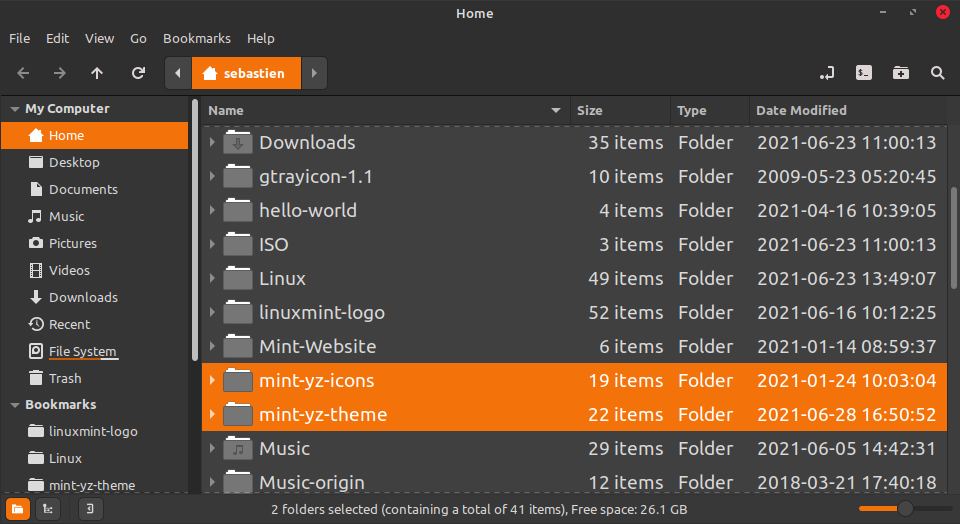 Home
File Edit View Go Bookmarks Help
sebastien
My Computer
Home
Desktop
Documents
Music
Pictures
Videos
Downloads
Recent
File System
Trash
Bookmarks
linuxmint-logo
Linux
mint-yz-theme
Name Size Type Date Modified
Downloads 35 items Folder 2021-06-23 11:00:13
gtrayicon-1.1 10 items Folder 2009-05-23 05:20:45
hello-world 4 items Folder 2021-04-16 10:39:05
ISO 3 items Folder 2021-06-23 11:00:13
Linux 49 items Folder 2021-06-23 13:49:07
linuxmint-logo 52 items Folder 2021-06-16 10:12:25
Mint-Website 6 items Folder 2021-01-14 08:59:37
mint-yz-icons 19 items Folder 2021-01-24 10:03:04
mint-yz-theme 22 items Folder 2021-06-28 16:50:52
Music 29 items Folder 2021-06-05 14:42:31
Music-origin 12 items Folder 2018-03-21 17:40:18
2 folders selected (containing a total of 41 items), Free space: 26.1 GB